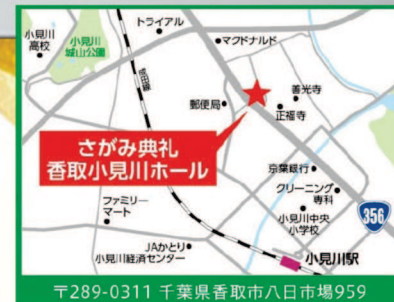 トライアル
マクドナルド
小見川
高校
小見川
城山公園
成田線
郵便局
善光寺
正福寺
さがみ典礼
香取小見川ホール
京葉銀行
クリーニング
専科
小見川中央
小学校
356
ファミリー
マート
JAかとり
小見川経済センター
小見川駅
〒289-0311 千葉県香取市八日市場959